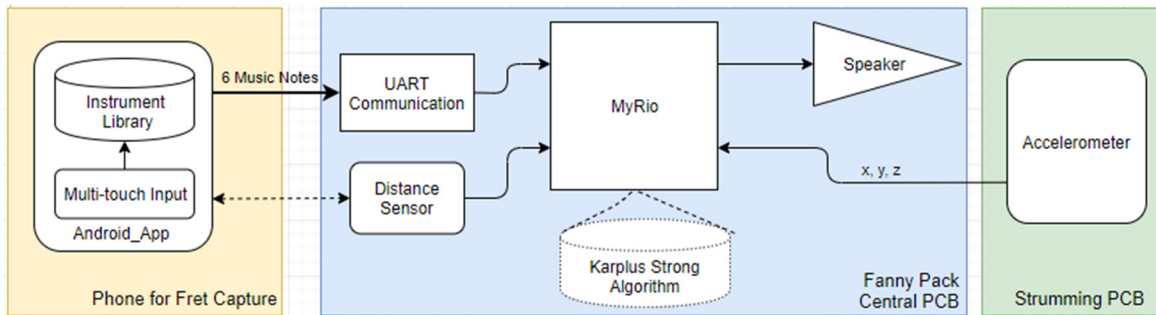 Instrument
Library
Multi-touch Input
Android_App
Phone for Fret Capture
6 Music Notes
UART
Communication
Distance
Sensor
MyRio
Karplus Strong
Algorithm
Speaker
x, y, z
Fanny Pack
Central PCB
Accelerometer
Strumming PCB